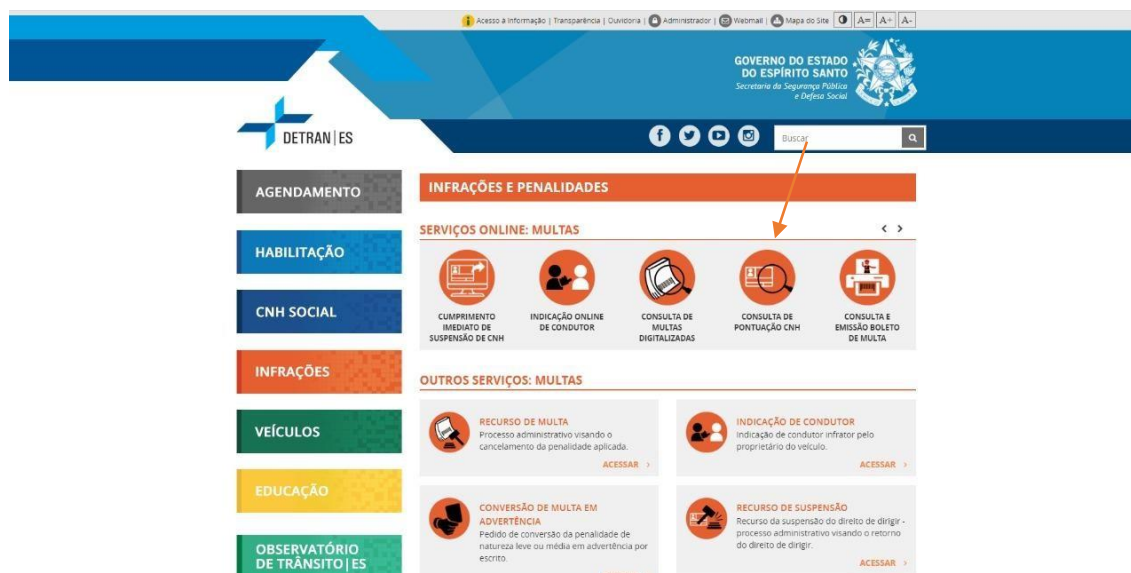 Acesso à Informação | Transparência | Ouvidoria | Administrador | Webmail | Mapa do Site A= A+ A-
GOVERNO DO ESTADO
DO ESPÍRITO SANTO
Secretaria da Segurança Pública
e Defesa Social
DETRAN|ES
Buscar
AGENDAMENTO
HABILITAÇÃO
CNH SOCIAL
INFRAÇÕES
VEÍCULOS
EDUCAÇÃO
OBSERVATÓRIO
DE TRÂNSITO|ES
INFRAÇÕES E PENALIDADES
SERVIÇOS ONLINE: MULTAS
CUMPRIMENTO
IMEDIATO DE
SUSPENSÃO DE CNH
INDICAÇÃO ONLINE
DE CONDUTOR
CONSULTA DE
MULTAS
DIGITALIZADAS
CONSULTA DE
PONTUAÇÃO CNH
CONSULTA E
EMISSÃO BOLETO
DE MULTA
OUTROS SERVIÇOS: MULTAS
RECURSO DE MULTA
Processo administrativo visando o
cancelamento da penalidade aplicada.
ACESSAR
INDICAÇÃO DE CONDUTOR
Indicação de condutor infrator pelo
proprietário do veículo.
ACESSAR
CONVERSÃO DE MULTA EM
ADVERTÊNCIA
Pedido de conversão da penalidade de
natureza leve ou média em advertência por
escrito.
RECURSO DE SUSPENSÃO
Recurso da suspensão do direito de dirigir -
processo administrativo visando o retorno
do direito de dirigir.
ACESSAR